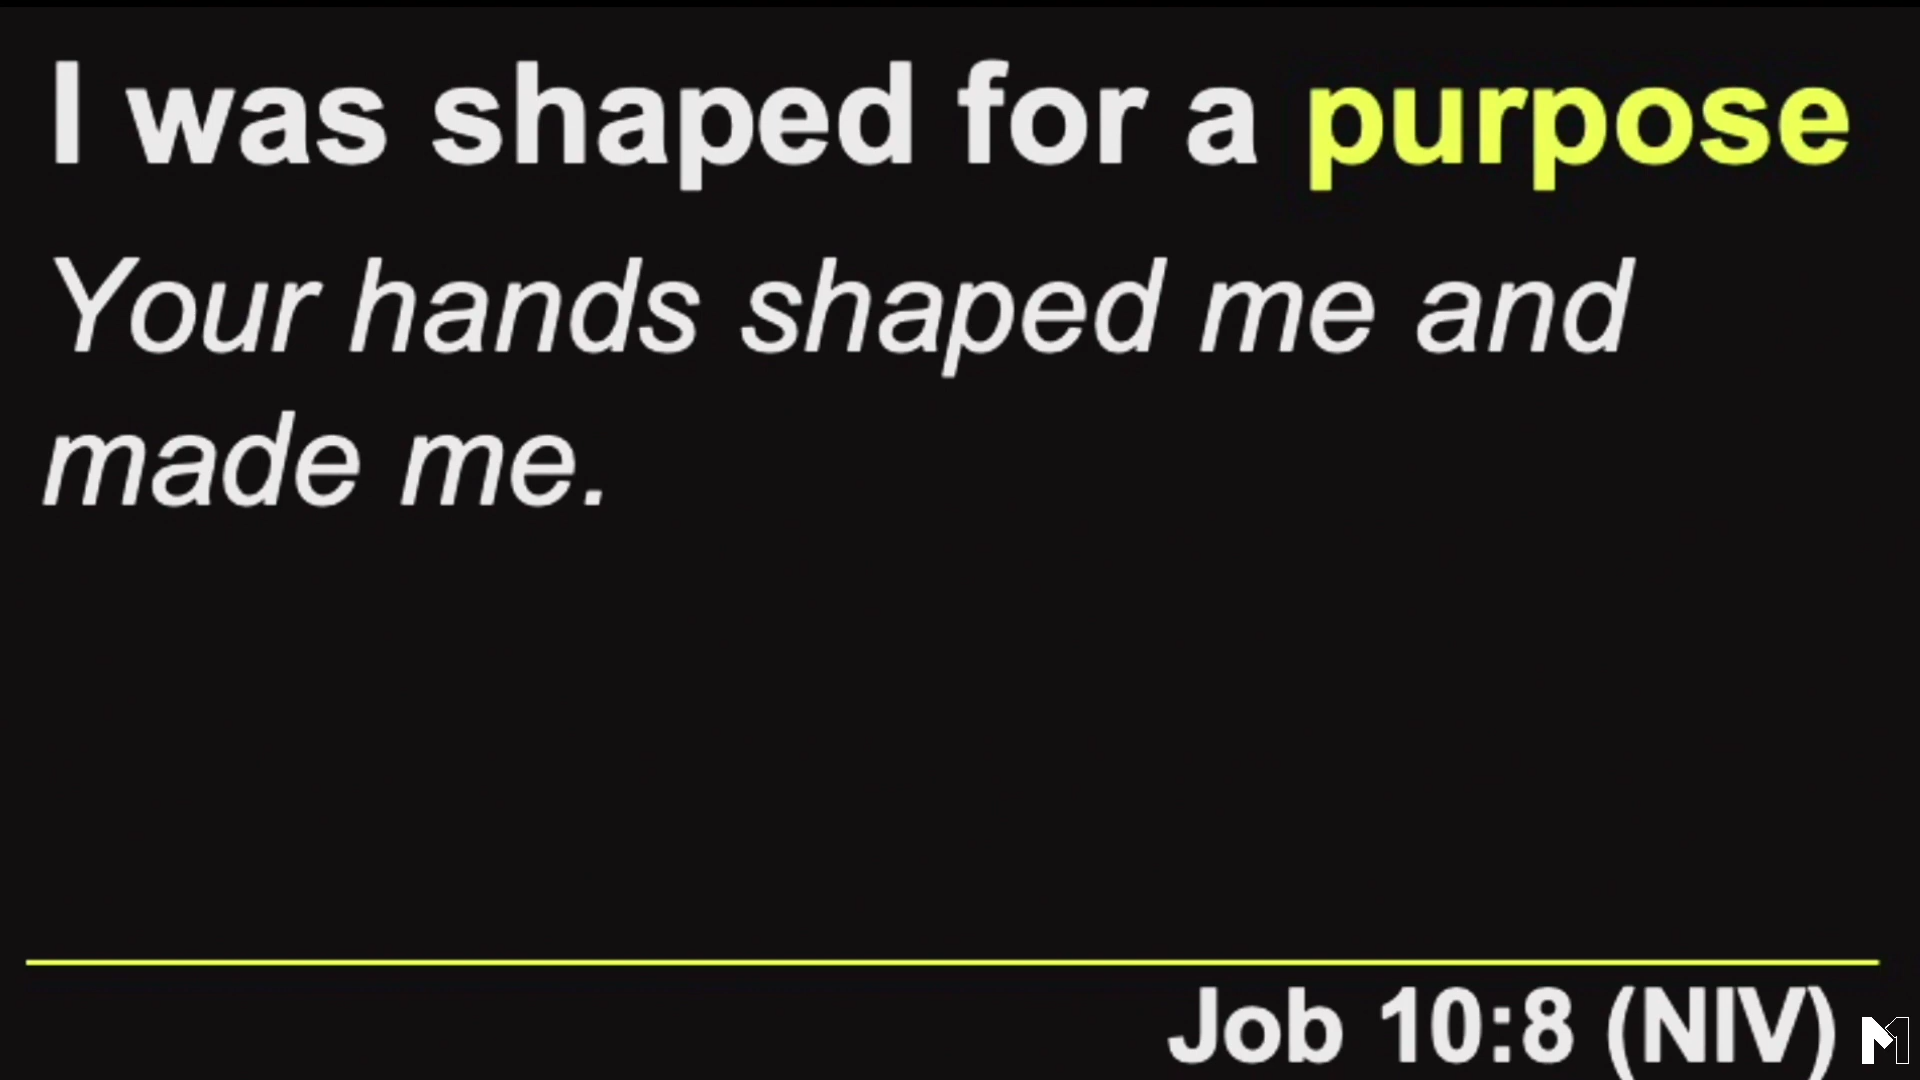 I was shaped for a purpose
Your hands shaped me and
made me.
Job 10:8 (NIV)